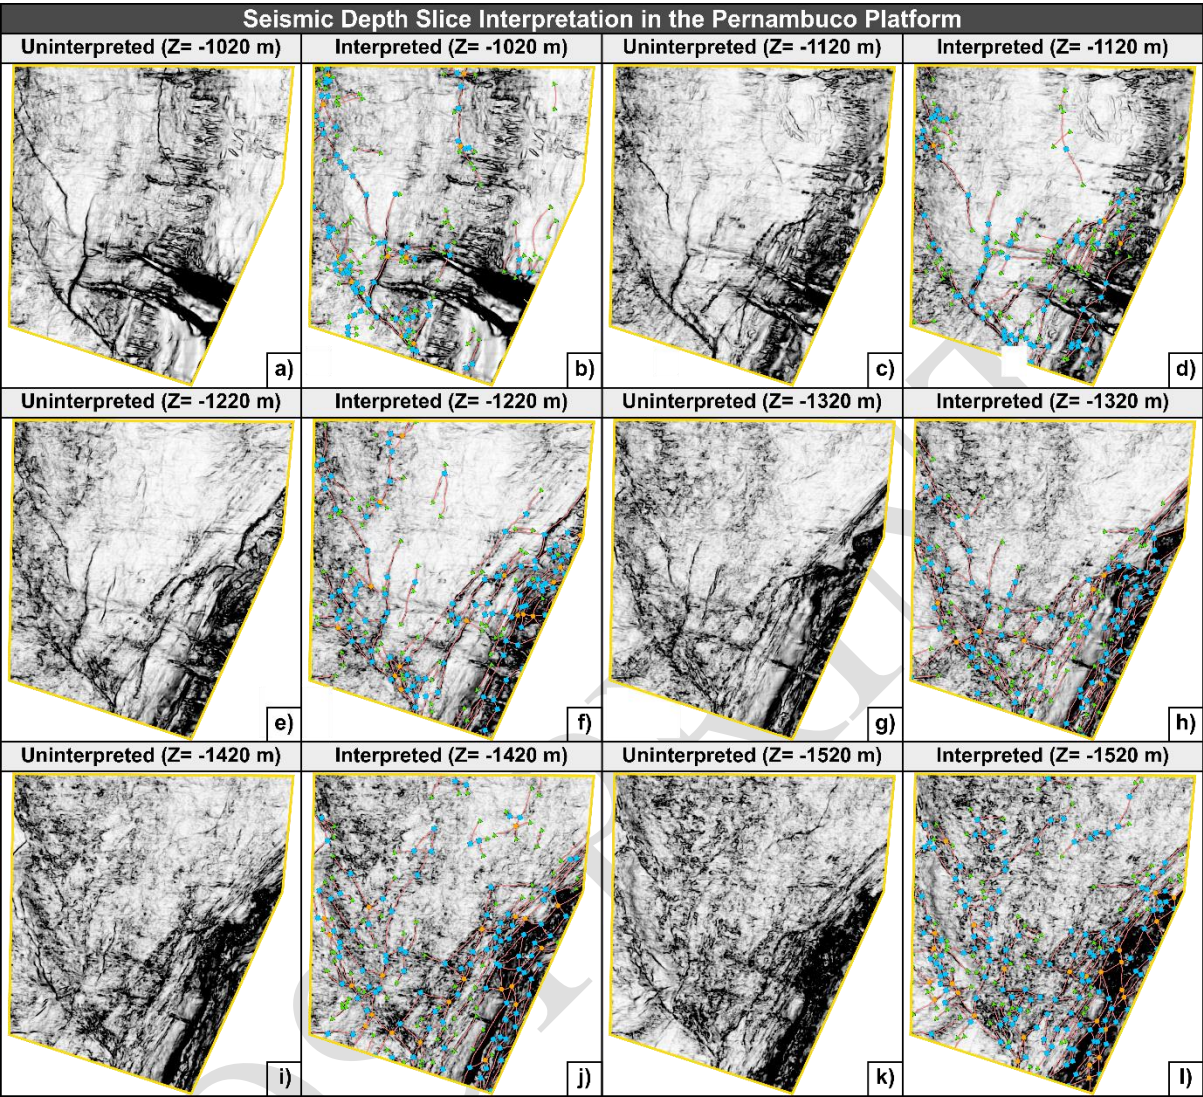 Seismic Depth Slice Interpretation in the Pernambuco Platform
Uninterpreted (Z= -1020 m) Interpreted (Z= -1020 m) Uninterpreted (Z= -1120 m) Interpreted (Z= -1120 m)
a) b) c) d)
Uninterpreted (Z= -1220 m) Interpreted (Z= -1220 m) Uninterpreted (Z= -1320 m) Interpreted (Z= -1320 m)
e) f) g) h)
Uninterpreted (Z= -1420 m) Interpreted (Z= -1420 m) Uninterpreted (Z= -1520 m) Interpreted (Z= -1520 m)
i) j) k) l)